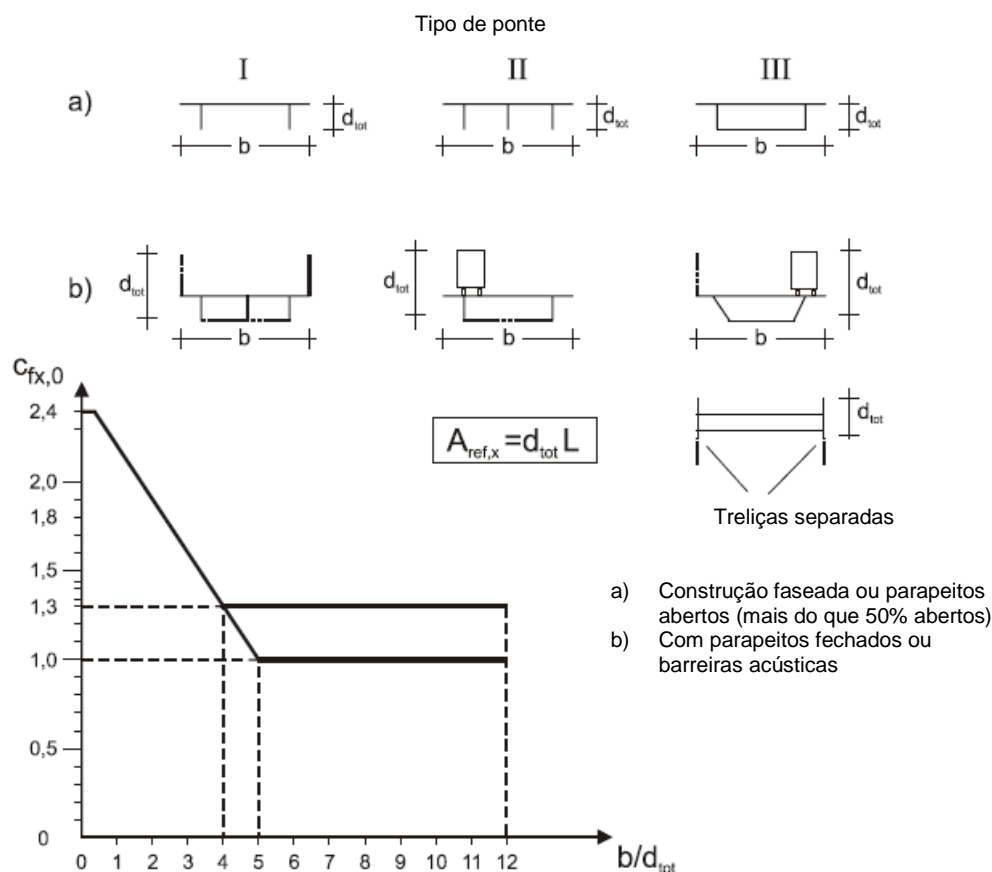 Tipo de ponte
I II III
a) d_tot d_tot d_tot
b b b
b) d_tot d_tot d_tot
b b b
c_fx,0
2,4
2,0
1,8
1,5
1,3
1,0
0,5
0
0 1 2 3 4 5 6 7 8 9 10 11 12
b/d_tot
A_ref,x = d_tot L
d_tot
Treliças separadas
a) Construção faseada ou parapeitos
abertos (mais do que 50% abertos)
b) Com parapeitos fechados ou
barreiras acústicas